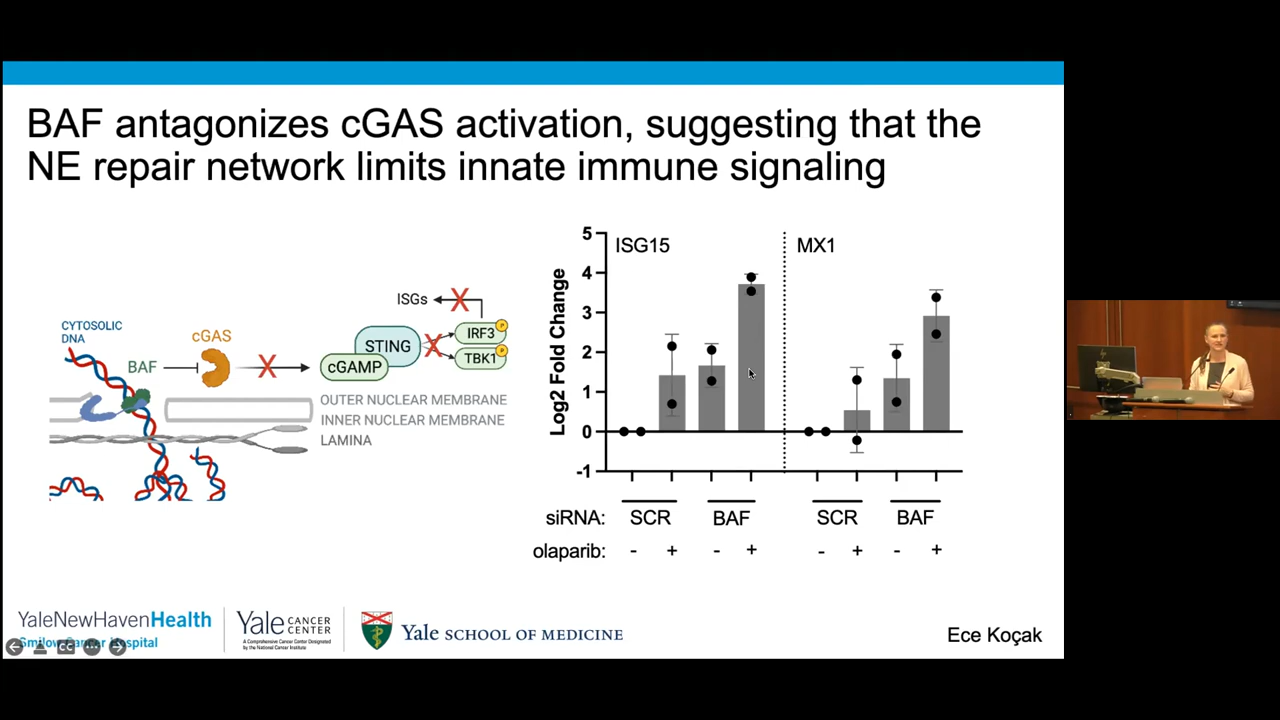 BAF antagonizes cGAS activation, suggesting that the
NE repair network limits innate immune signaling
CYTOSOLIC
DNA
BAF
cGAS
ISGs
STING
cGAMP
IRF3
P
TBK1
P
OUTER NUCLEAR MEMBRANE
INNER NUCLEAR MEMBRANE
LAMINA
Log2 Fold Change
5
4
3
2
1
0
-1
ISG15
MX1
siRNA: SCR BAF SCR BAF
olaparib: - + - + - + - +
YaleNewHavenHealth
Smilow Cancer Hospital
Yale CANCER CENTER
A Comprehensive Cancer Center Designated
by the National Cancer Institute
Yale SCHOOL OF MEDICINE
Ece Koçak
CC